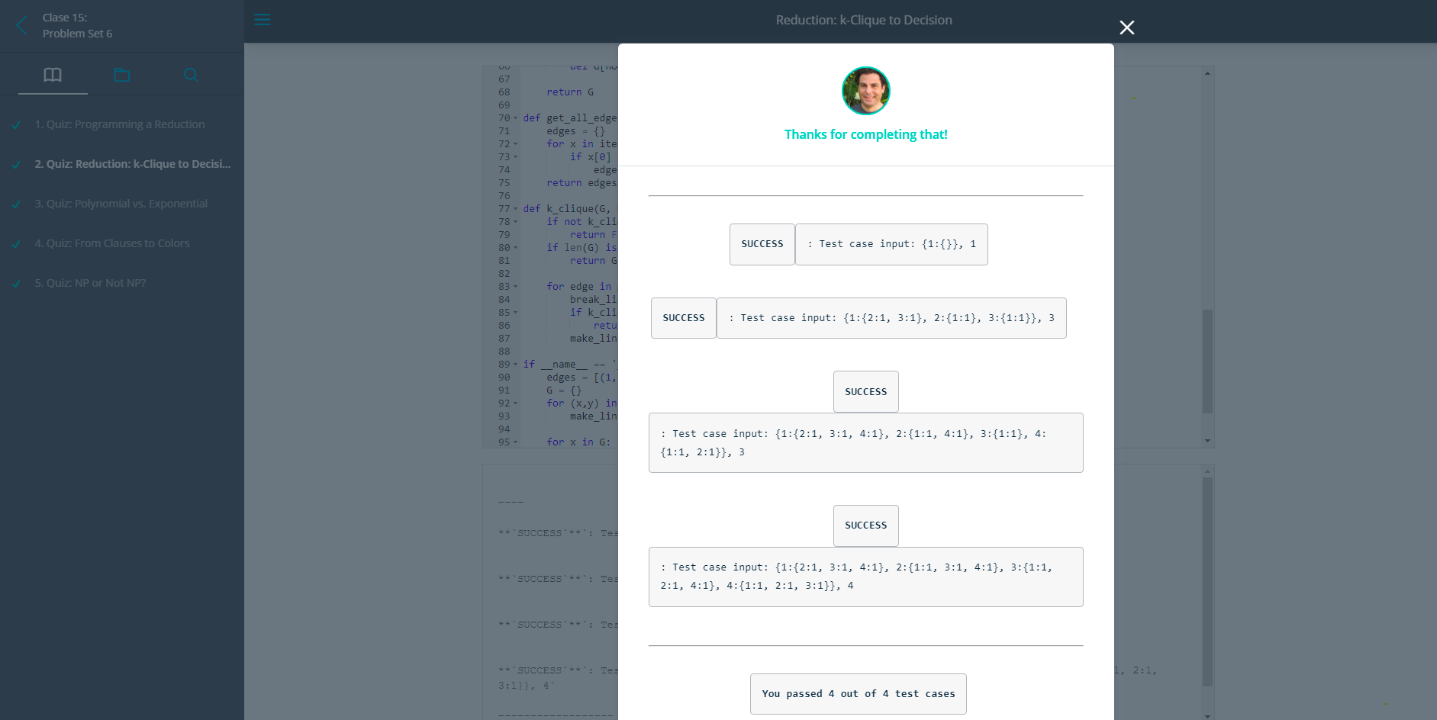 Clase 15:
Problem Set 6
Reduction: k-Clique to Decision
1. Quiz: Programming a Reduction
2. Quiz: Reduction: k-Clique to Decisi...
3. Quiz: Polynomial vs. Exponential
4. Quiz: From Clauses to Colors
5. Quiz: NP or Not NP?
67
68 return G
69
70 def get_all_edge
71 edges = {}
72 for x in ite
73 if x[0]
74 edge
75 return edges
76
77 def k_clique(G,
78 if not k_cli
79 return F
80 if len(G) is
81 return G
82
83 for edge in
84 break_li
85 if k_cli
86 retu
87 make_lin
88
89 if __name__ == '
90 edges = [(1,
91 G = {}
92 for (x,y) in
93 make_lin
94
95 for x in G:
----
**`SUCCESS`**`: Tes
**`SUCCESS`**`: Tes
**`SUCCESS`**`: Tes
**`SUCCESS`**`: Tes
1, 2:1,
3:1}}, 4`
Thanks for completing that!
SUCCESS : Test case input: {1:{}}, 1
SUCCESS : Test case input: {1:{2:1, 3:1}, 2:{1:1}, 3:{1:1}}, 3
SUCCESS
: Test case input: {1:{2:1, 3:1, 4:1}, 2:{1:1, 4:1}, 3:{1:1}, 4:
{1:1, 2:1}}, 3
SUCCESS
: Test case input: {1:{2:1, 3:1, 4:1}, 2:{1:1, 3:1, 4:1}, 3:{1:1,
2:1, 4:1}, 4:{1:1, 2:1, 3:1}}, 4
You passed 4 out of 4 test cases